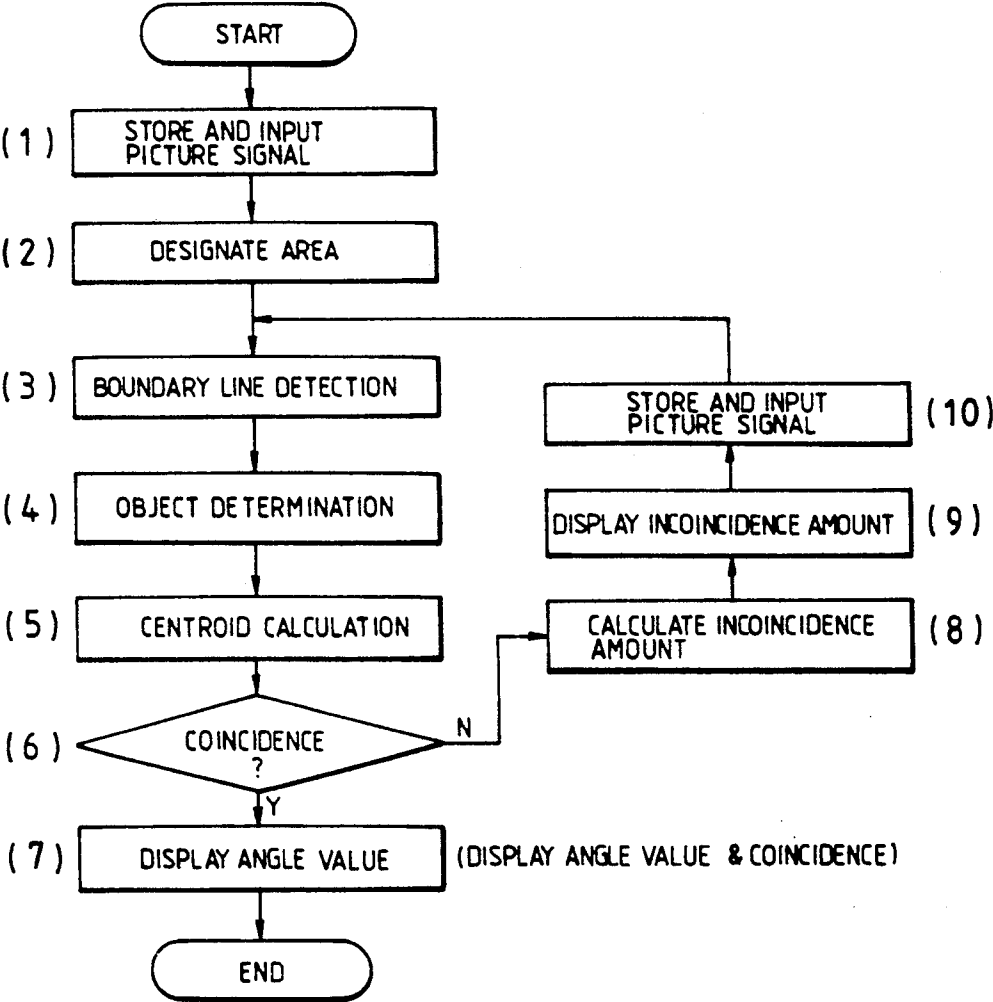 START
(1)
STORE AND INPUT
PICTURE SIGNAL
(2)
DESIGNATE AREA
(3)
BOUNDARY LINE DETECTION
(4)
OBJECT DETERMINATION
(5)
CENTROID CALCULATION
(6)
COINCIDENCE
?
N
Y
(7)
DISPLAY ANGLE VALUE
(DISPLAY ANGLE VALUE & COINCIDENCE)
END
STORE AND INPUT
PICTURE SIGNAL
(10)
DISPLAY INCOINCIDENCE AMOUNT
(9)
CALCULATE INCOINCIDENCE
AMOUNT
(8)